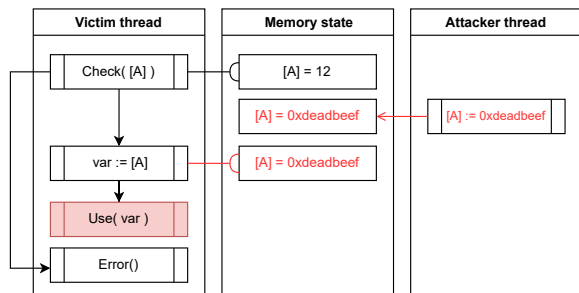 Victim thread
Memory state
Attacker thread
Check( [A] )
[A] = 12
[A] = 0xdeadbeef
[A] := 0xdeadbeef
var := [A]
[A] = 0xdeadbeef
Use( var )
Error()